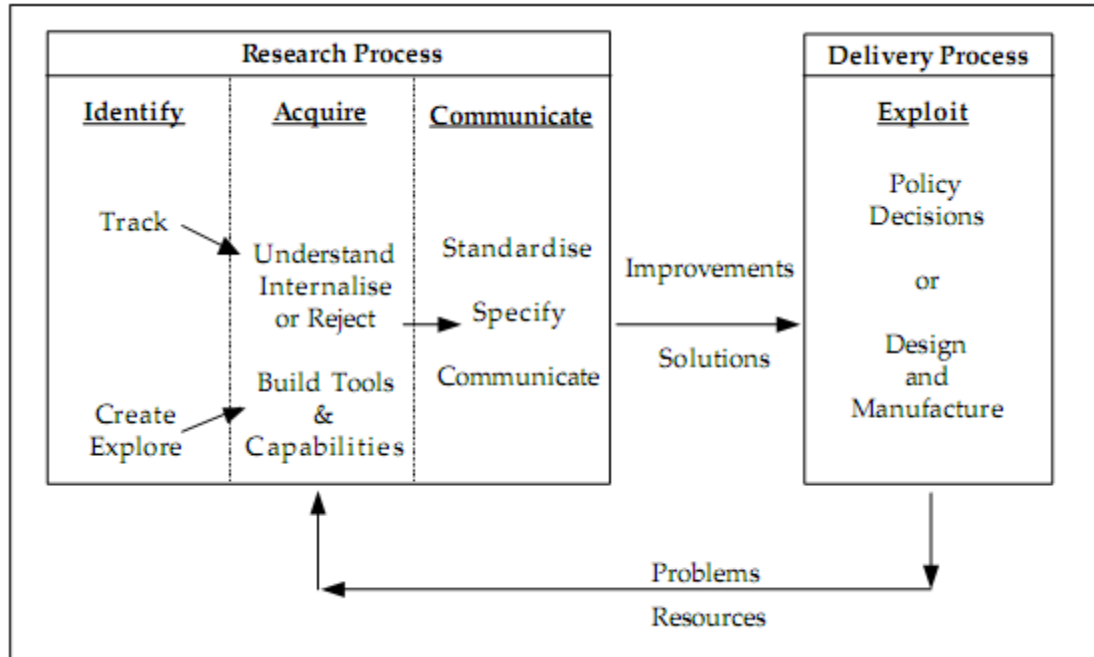 Research Process
Identify
Acquire
Communicate
Track
Create
Explore
Understand
Internalise
or Reject
Build Tools
&
Capabilities
Standardise
Specify
Communicate
Improvements
Solutions
Delivery Process
Exploit
Policy
Decisions
or
Design
and
Manufacture
Problems
Resources